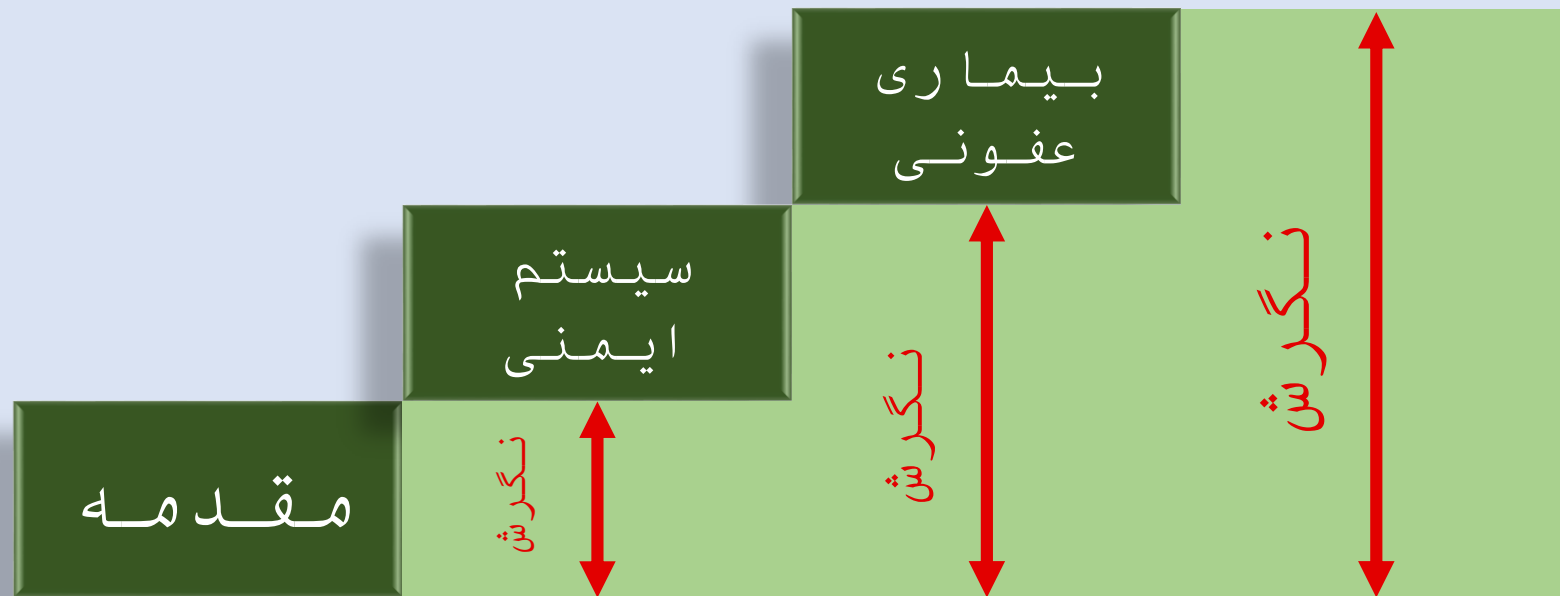 بیماری
عفونی
سیستم
ایمنی
مقدمه
نگرش
نگرش
نگرش